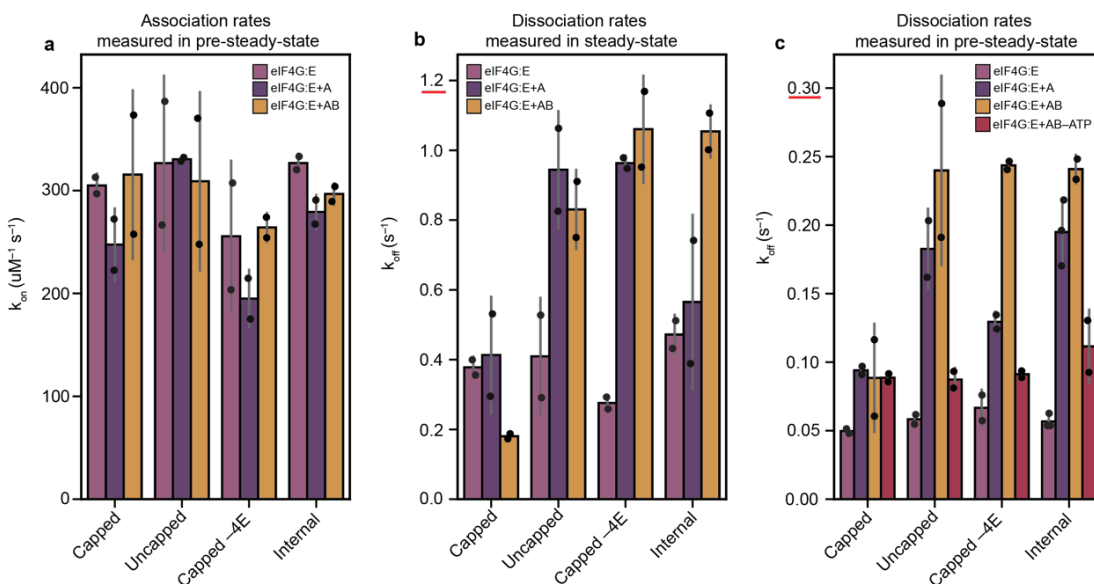 a
Association rates
measured in pre-steady-state
400
300
200
100
0
k_on (uM⁻¹ s⁻¹)
eIF4G:E
eIF4G:E+A
eIF4G:E+AB
Capped
Uncapped
Capped –4E
Internal
b
Dissociation rates
measured in steady-state
1.2
1.0
0.8
0.6
0.4
0.2
0.0
k_off (s⁻¹)
eIF4G:E
eIF4G:E+A
eIF4G:E+AB
Capped
Uncapped
Capped –4E
Internal
c
Dissociation rates
measured in pre-steady-state
0.30
0.25
0.20
0.15
0.10
0.05
0.00
k_off (s⁻¹)
eIF4G:E
eIF4G:E+A
eIF4G:E+AB
eIF4G:E+AB–ATP
Capped
Uncapped
Capped –4E
Internal